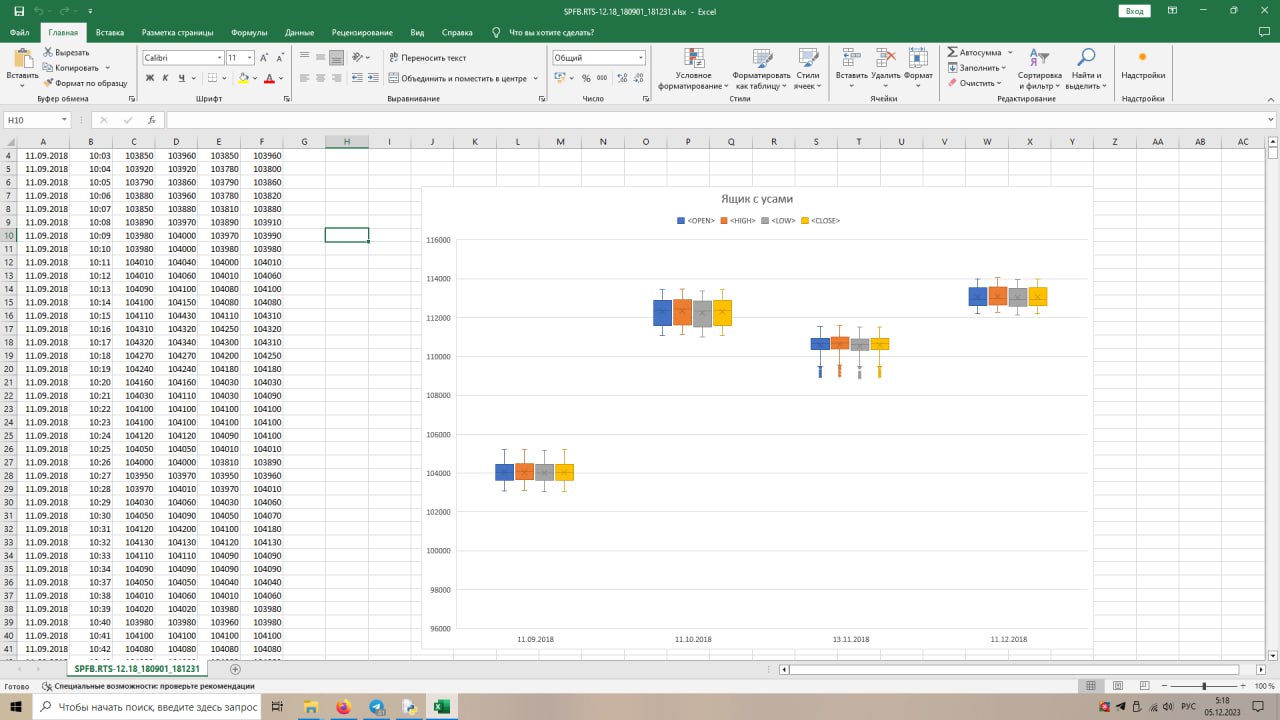 SPFB.RTS-12.18_180901_181231.xlsx - Excel
Вход
Файл Главная Вставка Разметка страницы Формулы Данные Рецензирование Вид Справка Что вы хотите сделать?
Вставить
Вырезать
Копировать
Формат по образцу
Буфер обмена
Calibri 11
Ж К Ч
Шрифт
Переносить текст
Объединить и поместить в центре
Выравнивание
Общий
% 000
Число
Условное форматирование
Форматировать как таблицу
Стили ячеек
Стили
Вставить Удалить Формат
Ячейки
Автосумма
Заполнить
Очистить
Сортировка и фильтр
Найти и выделить
Редактирование
Надстройки
Надстройки
H10 fx
A B C D E F G H I J K L M N O P Q R S T U V W X Y Z AA AB AC
4 11.09.2018 10:03 103850 103960 103850 103960
5 11.09.2018 10:04 103920 103920 103780 103800
6 11.09.2018 10:05 103790 103860 103790 103860
7 11.09.2018 10:06 103880 103960 103780 103820
8 11.09.2018 10:07 103850 103880 103810 103880
9 11.09.2018 10:08 103890 103970 103890 103910
10 11.09.2018 10:09 103980 104000 103970 103990
11 11.09.2018 10:10 103980 104000 103980 103980
12 11.09.2018 10:11 104010 104040 104000 104010
13 11.09.2018 10:12 104010 104060 104010 104060
14 11.09.2018 10:13 104090 104100 104080 104100
15 11.09.2018 10:14 104100 104150 104080 104080
16 11.09.2018 10:15 104110 104430 104110 104310
17 11.09.2018 10:16 104310 104320 104250 104320
18 11.09.2018 10:17 104320 104340 104300 104310
19 11.09.2018 10:18 104270 104270 104200 104250
20 11.09.2018 10:19 104240 104240 104180 104180
21 11.09.2018 10:20 104160 104160 104030 104030
22 11.09.2018 10:21 104030 104110 104030 104090
23 11.09.2018 10:22 104100 104100 104100 104100
24 11.09.2018 10:23 104100 104100 104100 104100
25 11.09.2018 10:24 104120 104120 104090 104100
26 11.09.2018 10:25 104050 104050 104010 104010
27 11.09.2018 10:26 104000 104000 103810 103890
28 11.09.2018 10:27 103950 103970 103950 103960
29 11.09.2018 10:28 103970 104010 103970 104010
30 11.09.2018 10:29 104030 104060 104030 104060
31 11.09.2018 10:30 104050 104090 104050 104070
32 11.09.2018 10:31 104120 104200 104100 104180
33 11.09.2018 10:32 104130 104130 104120 104130
34 11.09.2018 10:33 104110 104110 104090 104090
35 11.09.2018 10:34 104090 104090 104090 104090
36 11.09.2018 10:37 104050 104050 104040 104040
37 11.09.2018 10:38 104010 104060 104010 104060
38 11.09.2018 10:39 104020 104020 103980 103980
39 11.09.2018 10:40 103980 103980 103960 103980
40 11.09.2018 10:41 104100 104100 104100 104100
41 11.09.2018 10:42 104080 104080 104080 104080
Ящик с усами
<OPEN> <HIGH> <LOW> <CLOSE>
116000
114000
112000
110000
108000
106000
104000
102000
100000
98000
96000
11.09.2018 11.10.2018 13.11.2018 11.12.2018
SPFB.RTS-12.18_180901_181231
Готово Специальные возможности: проверьте рекомендации 100 %
Чтобы начать поиск, введите здесь запрос
РУС
5:18
05.12.2023